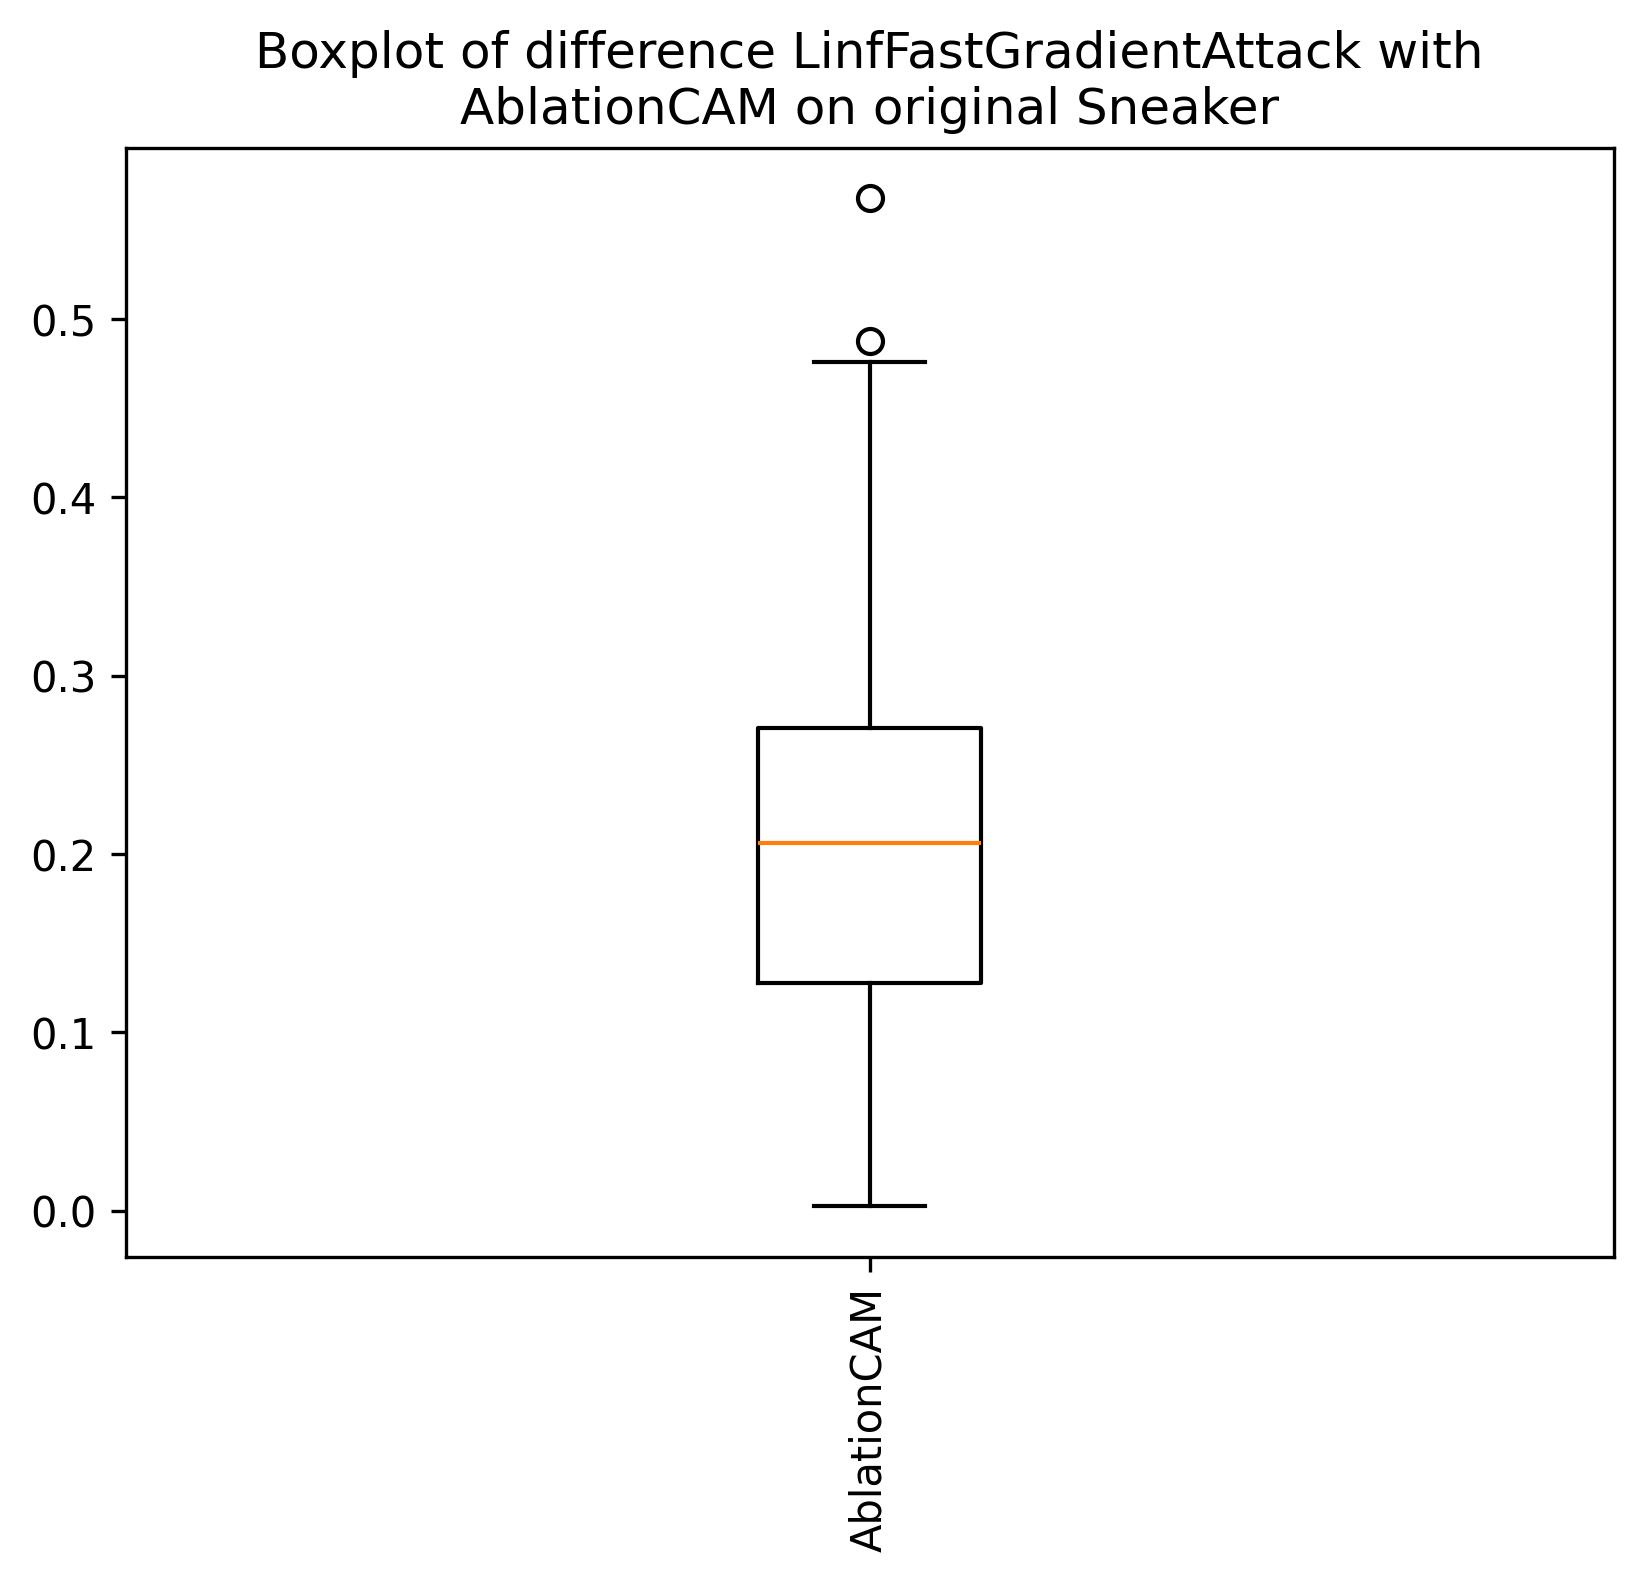 Boxplot of difference LinfFastGradientAttack with
AblationCAM on original Sneaker
0.5
0.4
0.3
0.2
0.1
0.0
AblationCAM